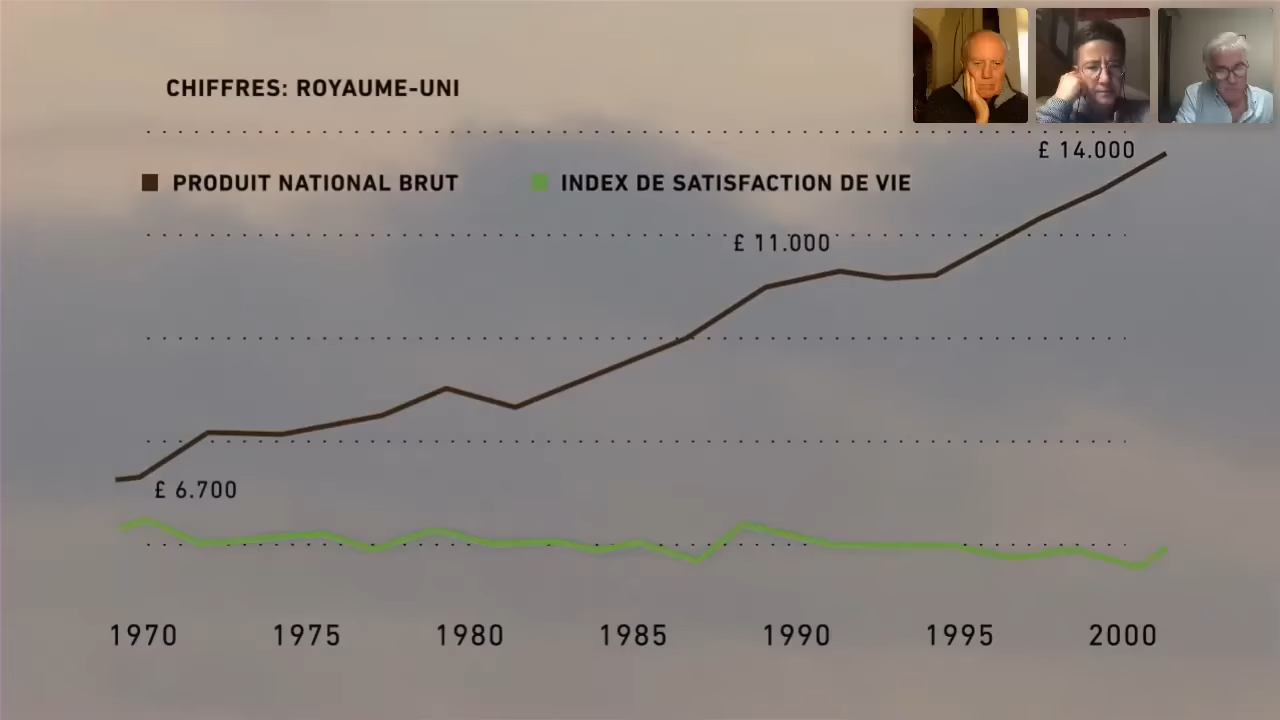 CHIFFRES: ROYAUME-UNI
£ 14.000
PRODUIT NATIONAL BRUT
INDEX DE SATISFACTION DE VIE
£ 11.000
£ 6.700
1970 1975 1980 1985 1990 1995 2000